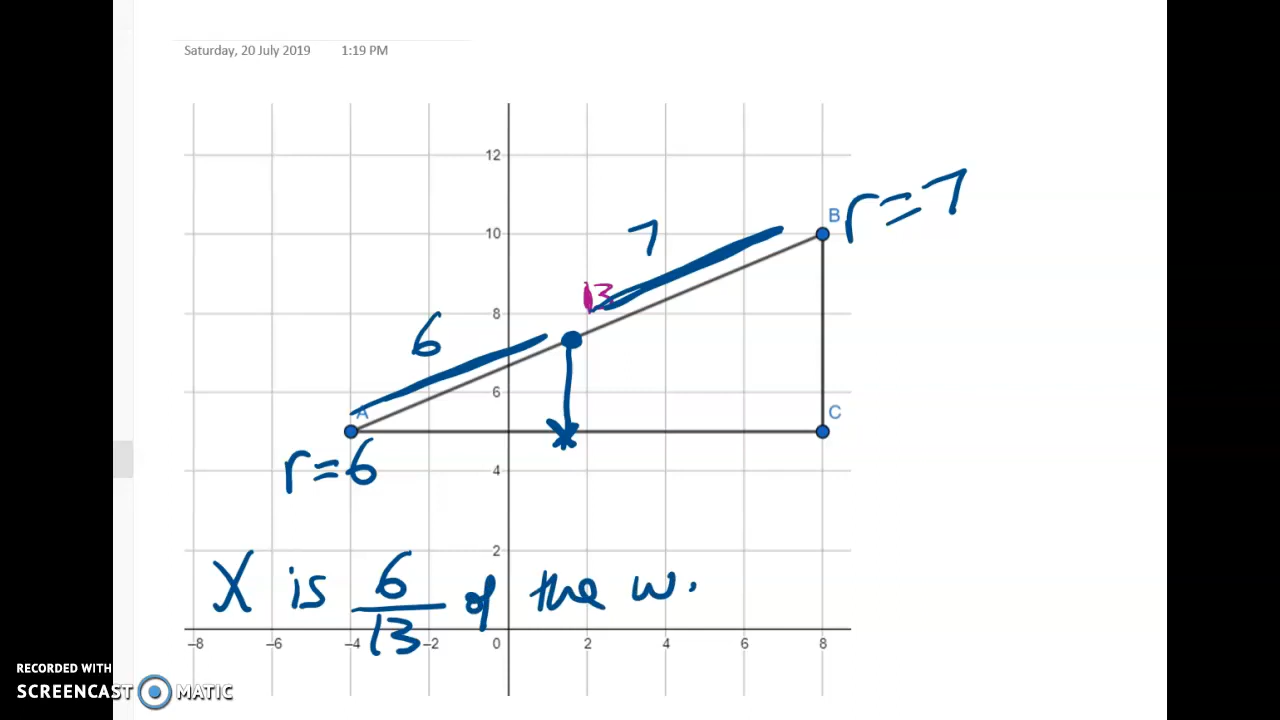 Saturday, 20 July 2019 1:19 PM
12
B
r=7
10
7
13
8
6
6
A
C
r=6
4
2
X is 6/13 of the w.
-8 -6 -4 -2 0 2 4 6 8
RECORDED WITH
SCREENCAST MATIC